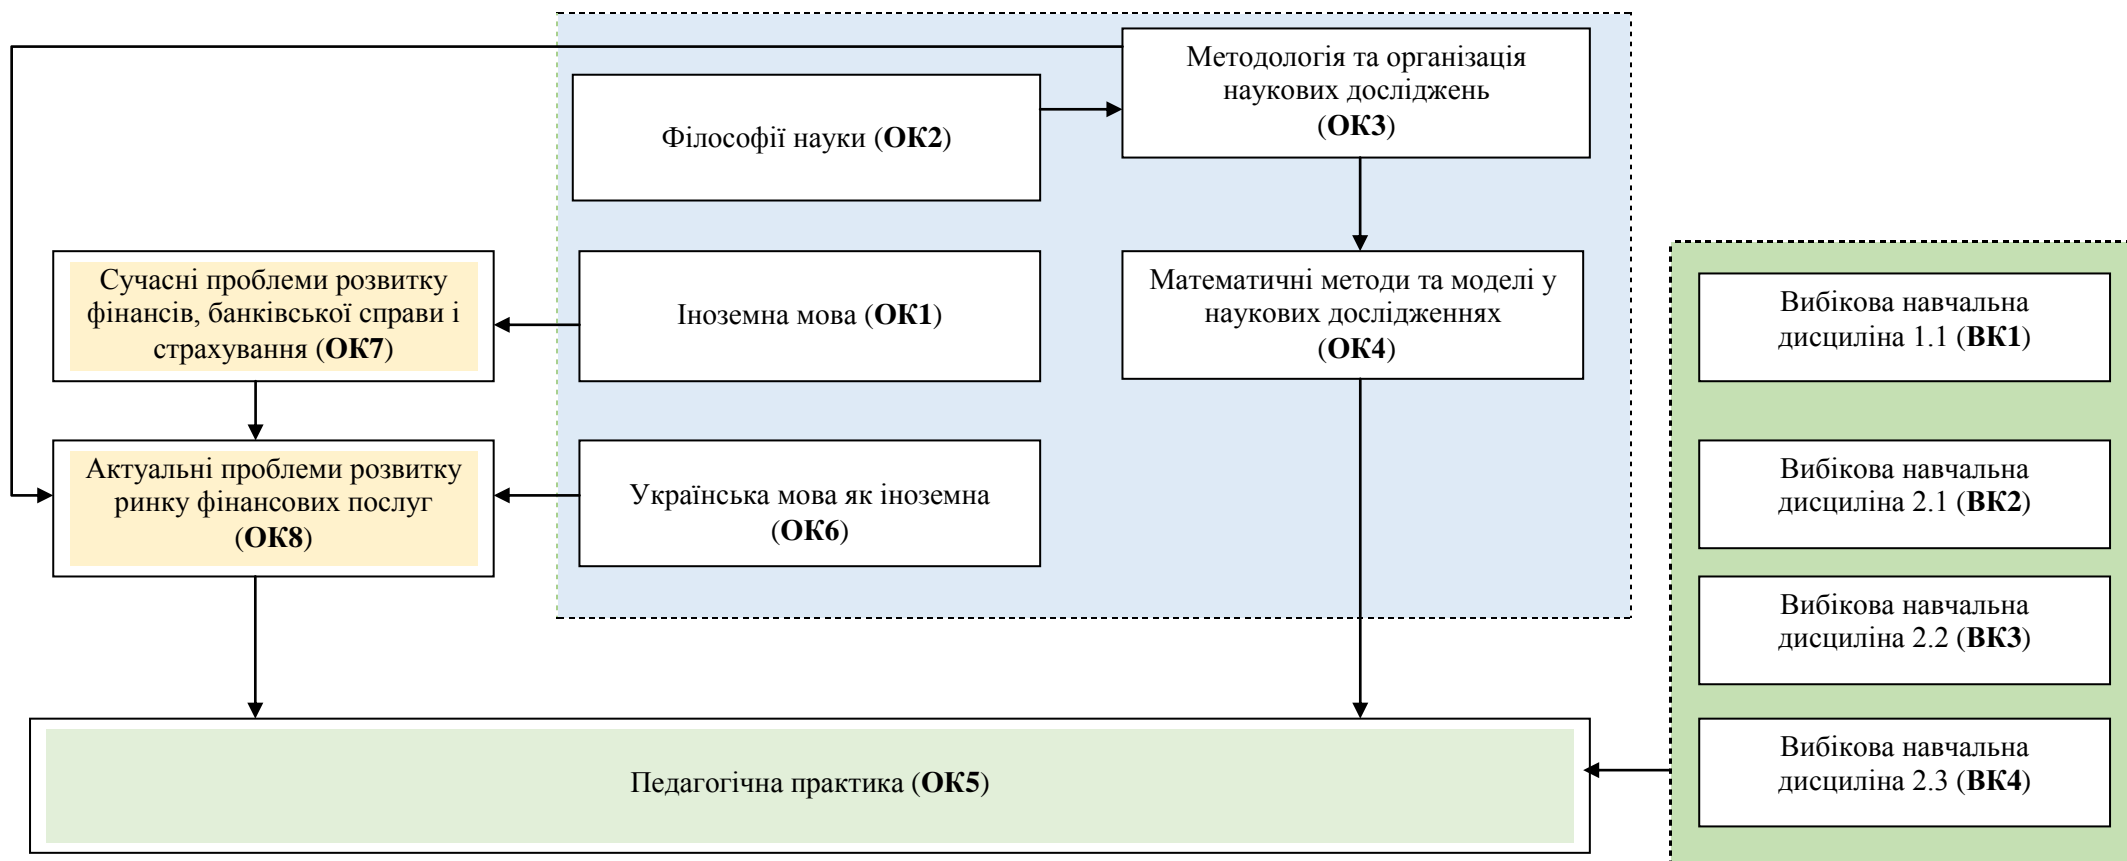 Методологія та організація
наукових досліджень
(ОК3)
Філософії науки (ОК2)
Сучасні проблеми розвитку
фінансів, банківської справи і
страхування (ОК7)
Іноземна мова (ОК1)
Математичні методи та моделі у
наукових дослідженнях
(ОК4)
Вибікова навчальна
дисциліна 1.1 (ВК1)
Актуальні проблеми розвитку
ринку фінансових послуг
(ОК8)
Українська мова як іноземна
(ОК6)
Вибікова навчальна
дисциліна 2.1 (ВК2)
Вибікова навчальна
дисциліна 2.2 (ВК3)
Вибікова навчальна
дисциліна 2.3 (ВК4)
Педагогічна практика (ОК5)